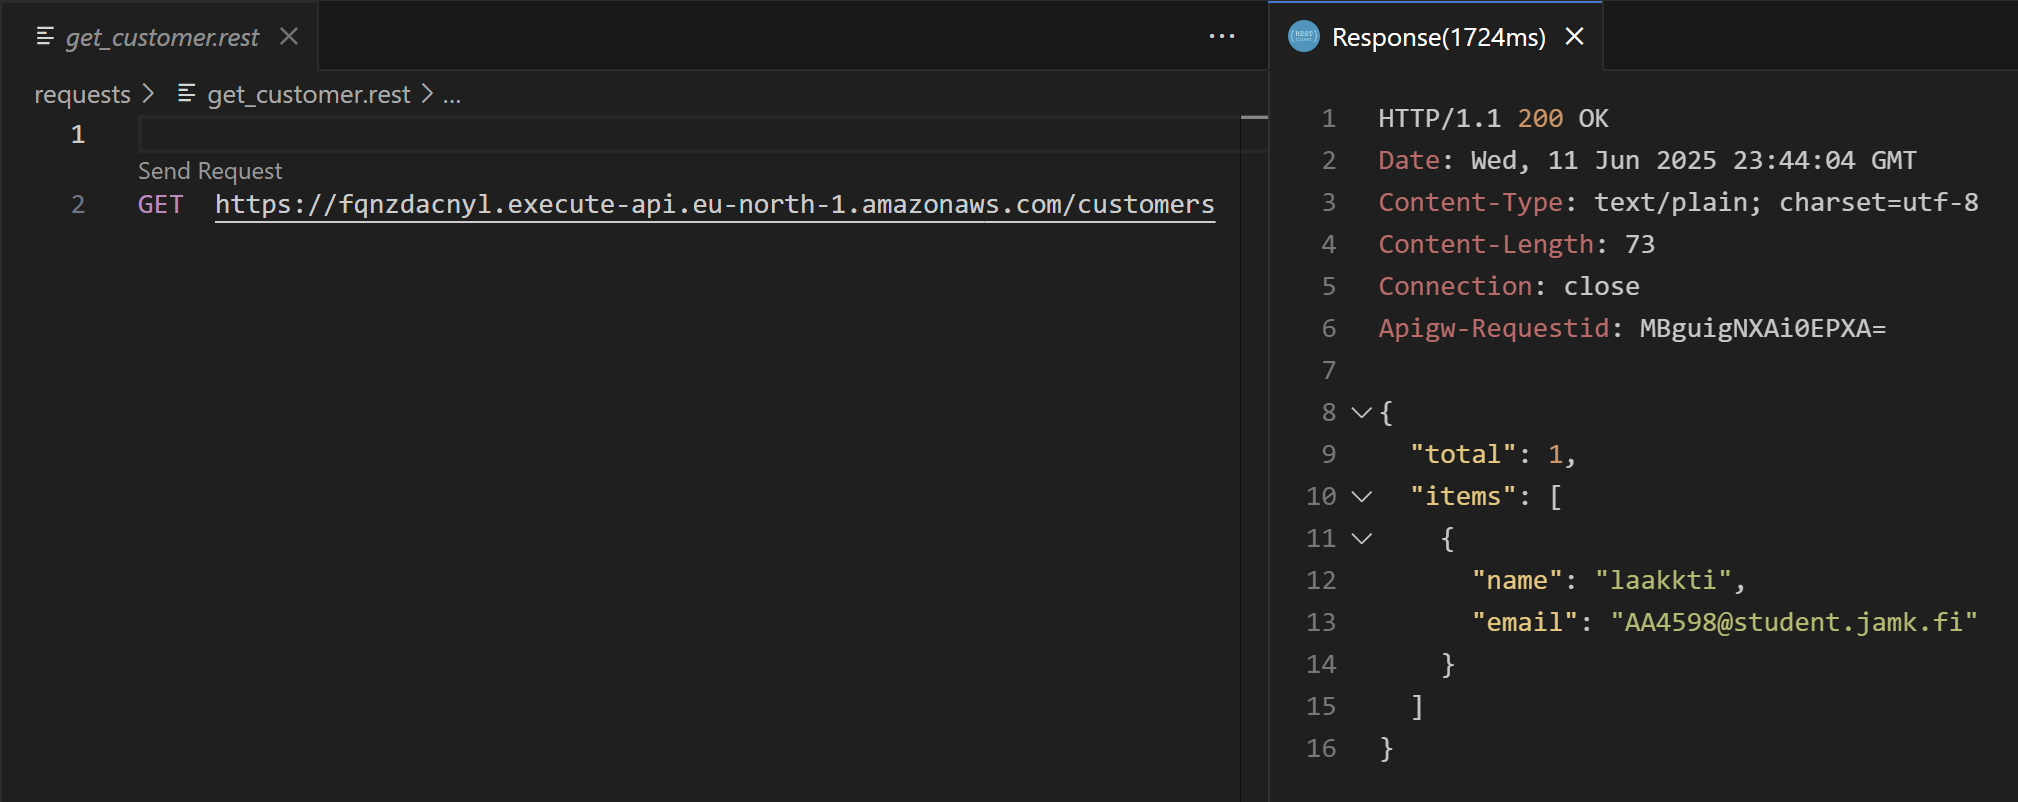 get_customer.rest
requests > get_customer.rest > ...
1
Send Request
2 GET https://fqnzdacnyl.execute-api.eu-north-1.amazonaws.com/customers
Response(1724ms)
1 HTTP/1.1 200 OK
2 Date: Wed, 11 Jun 2025 23:44:04 GMT
3 Content-Type: text/plain; charset=utf-8
4 Content-Length: 73
5 Connection: close
6 Apigw-Requestid: MBguigNXAi0EPXA=
7
8 {
9 "total": 1,
10 "items": [
11 {
12 "name": "laakkti",
13 "email": "AA4598@student.jamk.fi"
14 }
15 ]
16 }